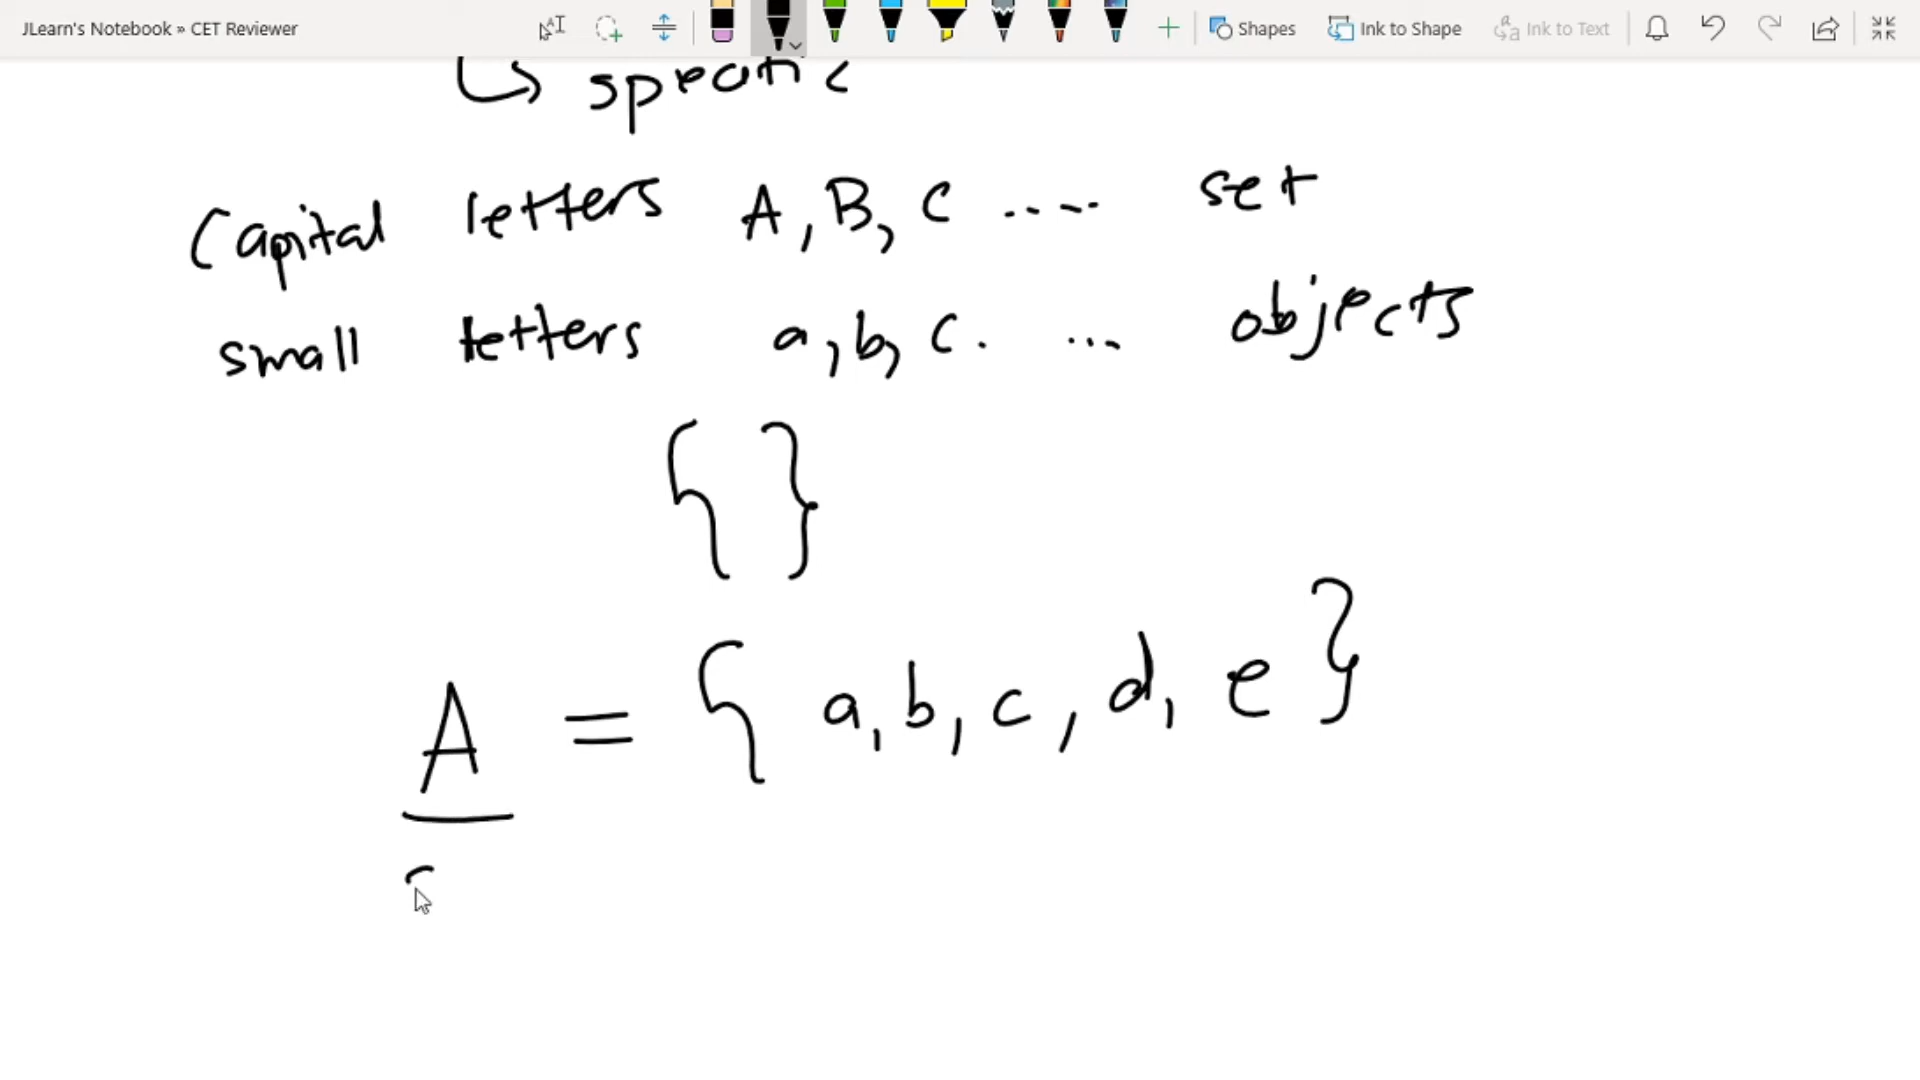 JLearn's Notebook » CET Reviewer Shapes Ink to Shape Ink to Text
↳ specific
Capital letters A, B, C ..... set
small letters a, b, c. ... objects
{ }
A = { a, b, c, d, e }